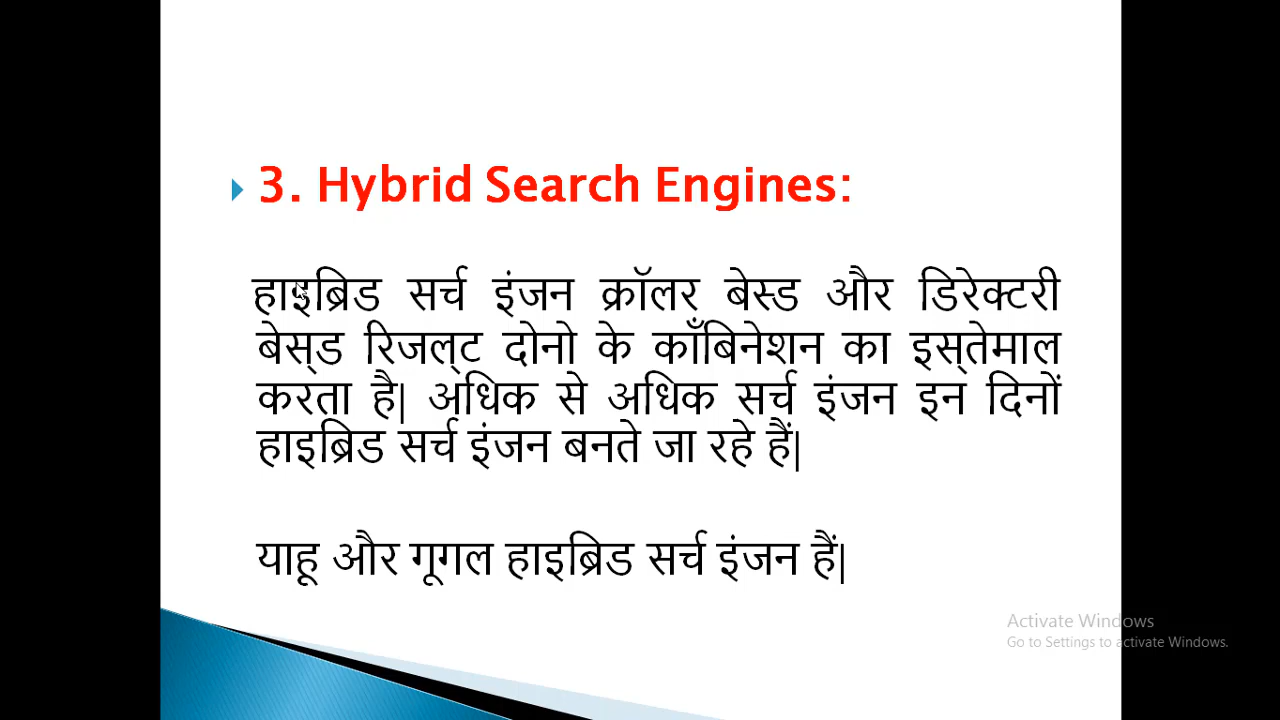 3. Hybrid Search Engines:
हाइब्रिड सर्च इंजन क्रॉलर बेस्ड और डिरेक्टरी
बेस्‌ड रिजल्‌ट दोनो के काँबिनेशन का इस्‌तेमाल
करता है| अधिक से अधिक सर्च इंजन इन दिनों
हाइब्रिड सर्च इंजन बनते जा रहे हैं|
याहू और गूगल हाइब्रिड सर्च इंजन हैं|
Activate Windows
Go to Settings to activate Windows.